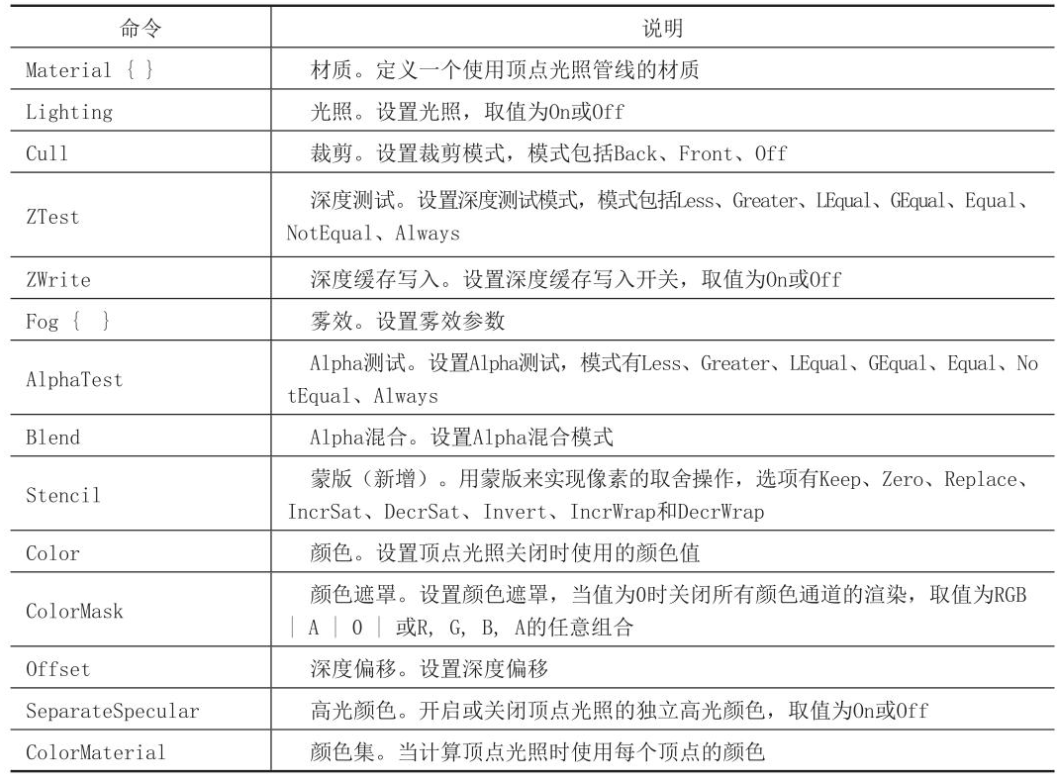 命令 说明
Material { } 材质。定义一个使用顶点光照管线的材质
Lighting 光照。设置光照，取值为On或Off
Cull 裁剪。设置裁剪模式，模式包括Back、Front、Off
ZTest 深度测试。设置深度测试模式，模式包括Less、Greater、LEqual、GEqual、Equal、
NotEqual、Always
ZWrite 深度缓存写入。设置深度缓存写入开关，取值为On或Off
Fog { } 雾效。设置雾效参数
AlphaTest Alpha测试。设置Alpha测试，模式有Less、Greater、LEqual、GEqual、Equal、No
tEqual、Always
Blend Alpha混合。设置Alpha混合模式
Stencil 蒙版（新增）。用蒙版来实现像素的取舍操作，选项有Keep、Zero、Replace、
IncrSat、DecrSat、Invert、IncrWrap和DecrWrap
Color 颜色。设置顶点光照关闭时使用的颜色值
ColorMask 颜色遮罩。设置颜色遮罩，当值为0时关闭所有颜色通道的渲染，取值为RGB
| A | 0 | 或R, G, B, A的任意组合
Offset 深度偏移。设置深度偏移
SeparateSpecular 高光颜色。开启或关闭顶点光照的独立高光颜色，取值为On或Off
ColorMaterial 颜色集。当计算顶点光照时使用每个顶点的颜色